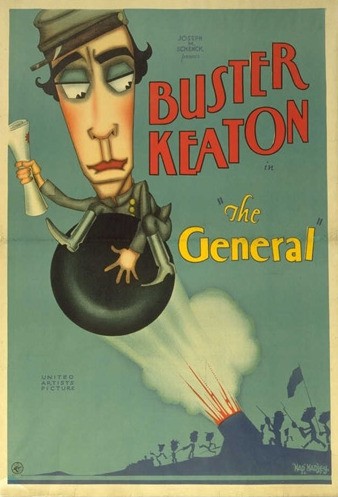 JOSEPH
M.
SCHENCK
presents
BUSTER
KEATON
in
"The
General"
UNITED
ARTISTS
PICTURE